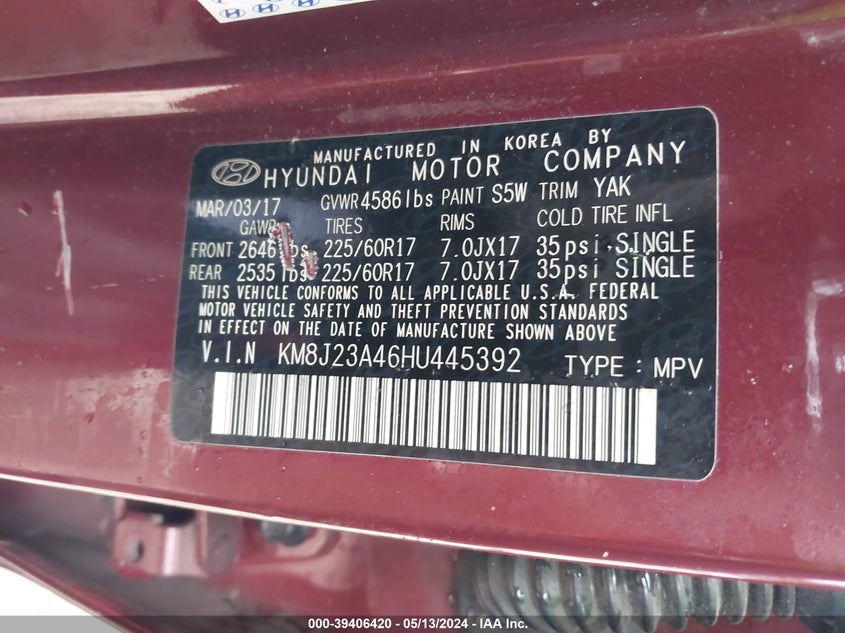 MANUFACTURED IN KOREA BY
HYUNDAI MOTOR COMPANY
MAR/03/17 GVWR 4586lbs PAINT S5W TRIM YAK
GAWR TIRES RIMS COLD TIRE INFL
FRONT 2646 lbs 225/60R17 7.0JX17 35psi SINGLE
REAR 2535 lbs 225/60R17 7.0JX17 35psi SINGLE
THIS VEHICLE CONFORMS TO ALL APPLICABLE U.S.A. FEDERAL
MOTOR VEHICLE SAFETY AND THEFT PREVENTION STANDARDS
IN EFFECT ON THE DATE OF MANUFACTURE SHOWN ABOVE
V.I.N KM8J23A46HU445392 TYPE : MPV
000-39406420 - 05/13/2024 - IAA Inc.